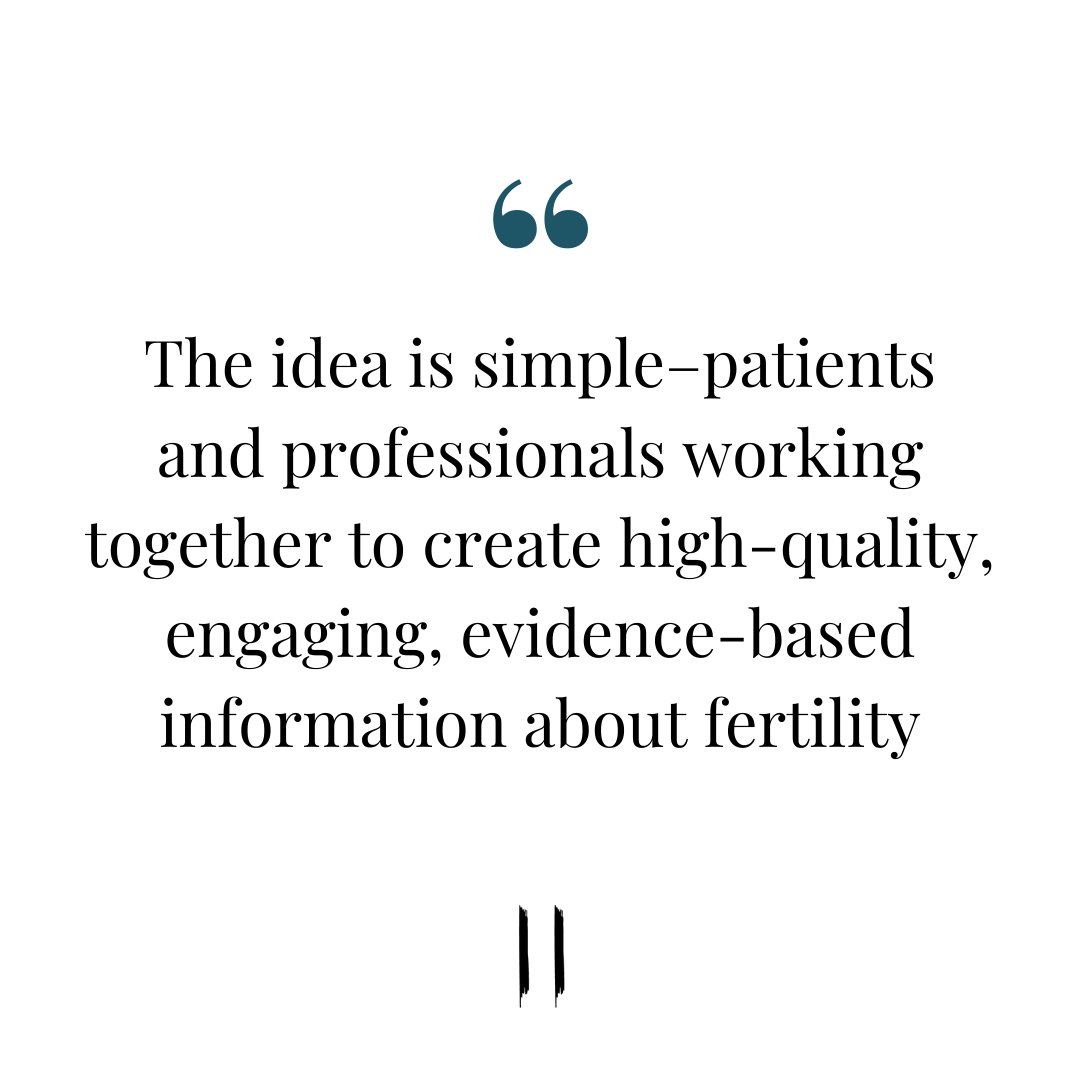 “
The idea is simple–patients
and professionals working
together to create high-quality,
engaging, evidence-based
information about fertility